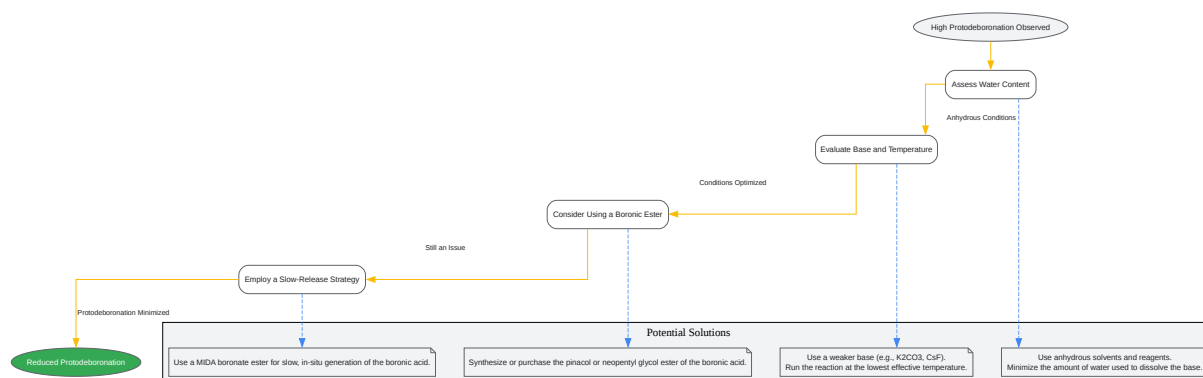 High Protodeboronation Observed
Assess Water Content
Anhydrous Conditions
Evaluate Base and Temperature
Conditions Optimized
Consider Using a Boronic Ester
Still an Issue
Employ a Slow-Release Strategy
Protodeboronation Minimized
Reduced Protodeboronation
Potential Solutions
Use a MIDA boronate ester for slow, in-situ generation of the boronic acid.
Synthesize or purchase the pinacol or neopentyl glycol ester of the boronic acid.
Use a weaker base (e.g., K2CO3, CsF).
Run the reaction at the lowest effective temperature.
Use anhydrous solvents and reagents.
Minimize the amount of water used to dissolve the base.